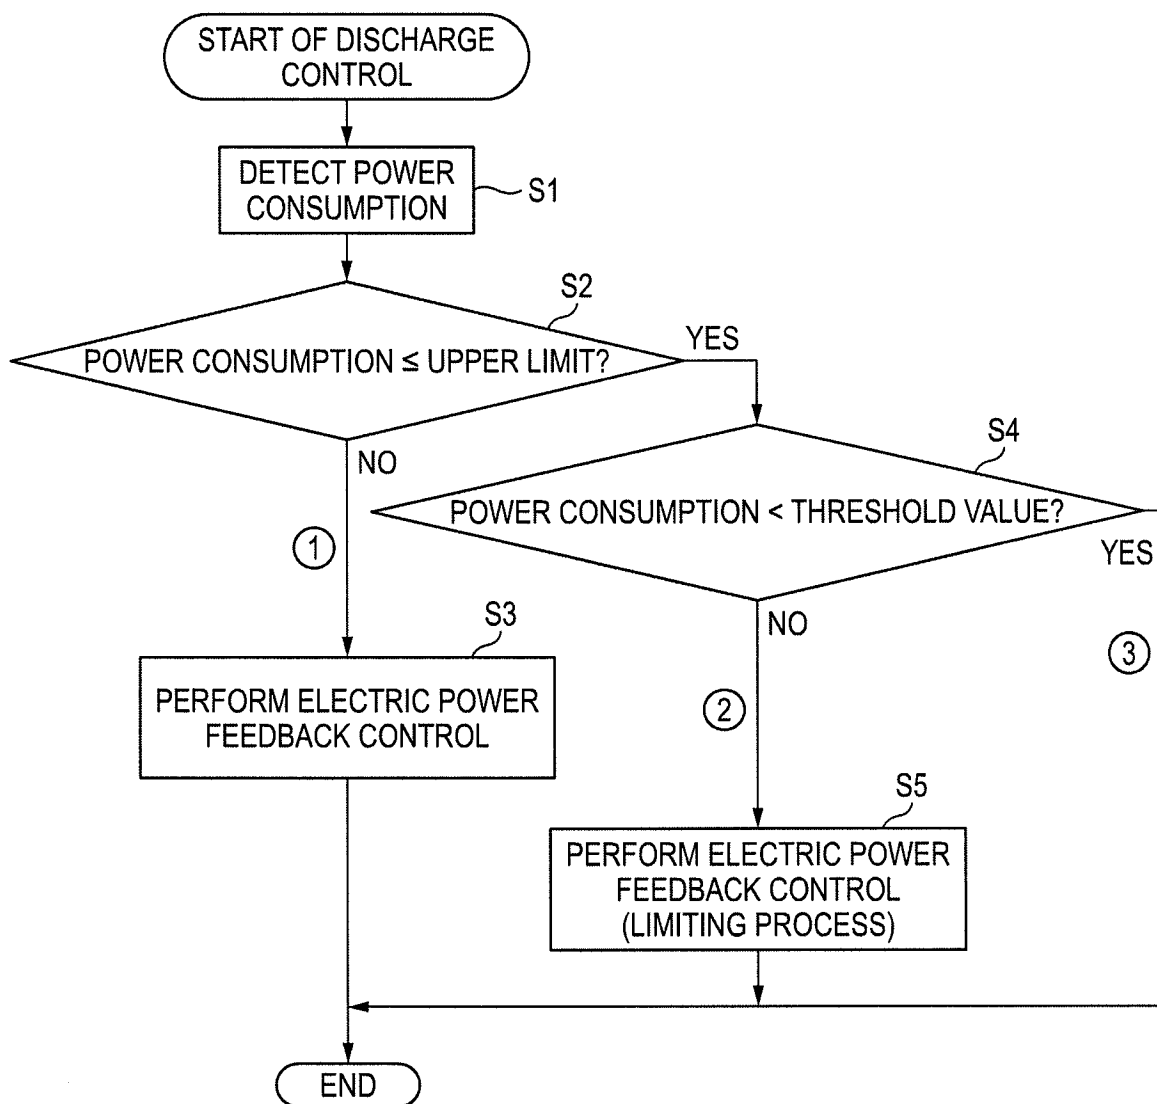 START OF DISCHARGE
CONTROL
DETECT POWER
CONSUMPTION
S1
S2
POWER CONSUMPTION ≤ UPPER LIMIT?
YES
NO
S4
POWER CONSUMPTION < THRESHOLD VALUE?
YES
NO
①
S3
PERFORM ELECTRIC POWER
FEEDBACK CONTROL
②
③
S5
PERFORM ELECTRIC POWER
FEEDBACK CONTROL
(LIMITING PROCESS)
END